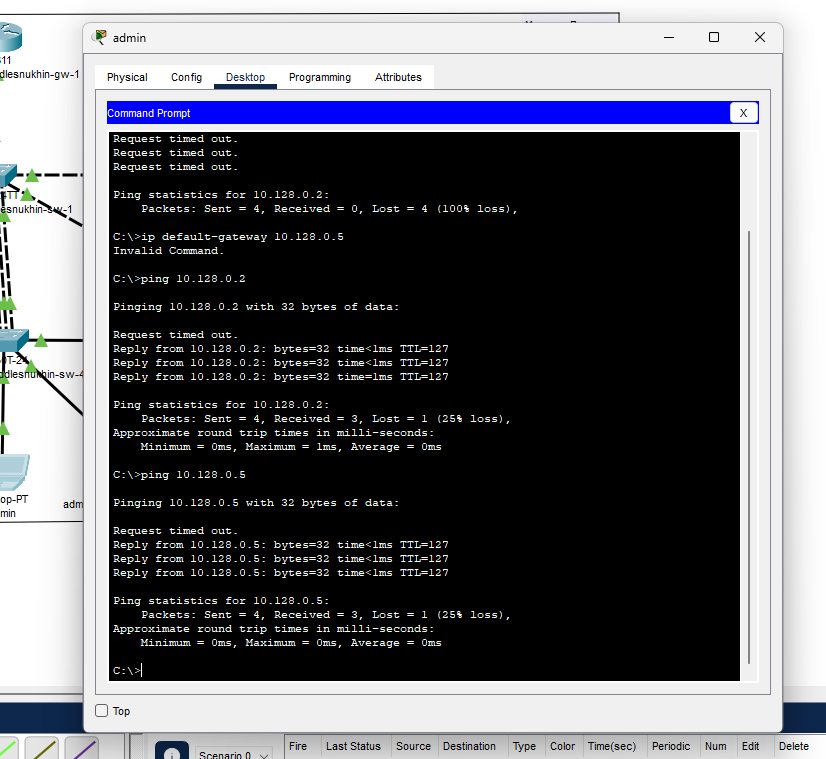 admin
311
dlesnukhin-gw-1
esnukhin-sw-1
dlesnukhin-sw-4
op-PT
min
adm
Physical
Config
Desktop
Programming
Attributes
Command Prompt
X
Request timed out.
Request timed out.
Request timed out.
Ping statistics for 10.128.0.2:
Packets: Sent = 4, Received = 0, Lost = 4 (100% loss),
C:\>ip default-gateway 10.128.0.5
Invalid Command.
C:\>ping 10.128.0.2
Pinging 10.128.0.2 with 32 bytes of data:
Request timed out.
Reply from 10.128.0.2: bytes=32 time<1ms TTL=127
Reply from 10.128.0.2: bytes=32 time<1ms TTL=127
Reply from 10.128.0.2: bytes=32 time=1ms TTL=127
Ping statistics for 10.128.0.2:
Packets: Sent = 4, Received = 3, Lost = 1 (25% loss),
Approximate round trip times in milli-seconds:
Minimum = 0ms, Maximum = 1ms, Average = 0ms
C:\>ping 10.128.0.5
Pinging 10.128.0.5 with 32 bytes of data:
Request timed out.
Reply from 10.128.0.5: bytes=32 time<1ms TTL=127
Reply from 10.128.0.5: bytes=32 time<1ms TTL=127
Reply from 10.128.0.5: bytes=32 time<1ms TTL=127
Ping statistics for 10.128.0.5:
Packets: Sent = 4, Received = 3, Lost = 1 (25% loss),
Approximate round trip times in milli-seconds:
Minimum = 0ms, Maximum = 0ms, Average = 0ms
C:\>
Top
Scenario 0
Fire
Last Status
Source
Destination
Type
Color
Time(sec)
Periodic
Num
Edit
Delete